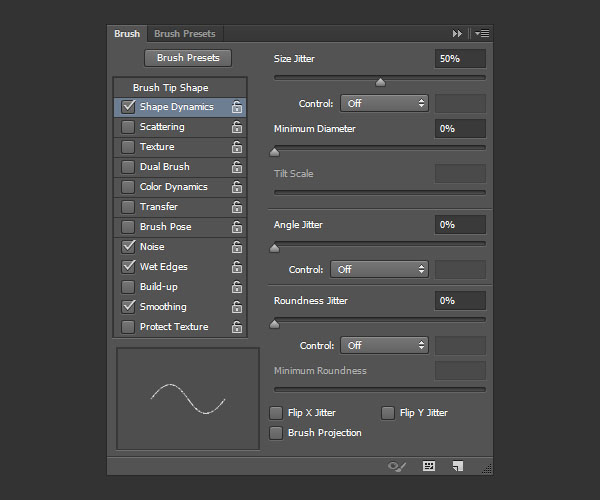 Brush Brush Presets
Brush Presets
Brush Tip Shape
Shape Dynamics
Scattering
Texture
Dual Brush
Color Dynamics
Transfer
Brush Pose
Noise
Wet Edges
Build-up
Smoothing
Protect Texture
Size Jitter 50%
Control: Off
Minimum Diameter 0%
Tilt Scale
Angle Jitter 0%
Control: Off
Roundness Jitter 0%
Control: Off
Minimum Roundness
Flip X Jitter Flip Y Jitter
Brush Projection